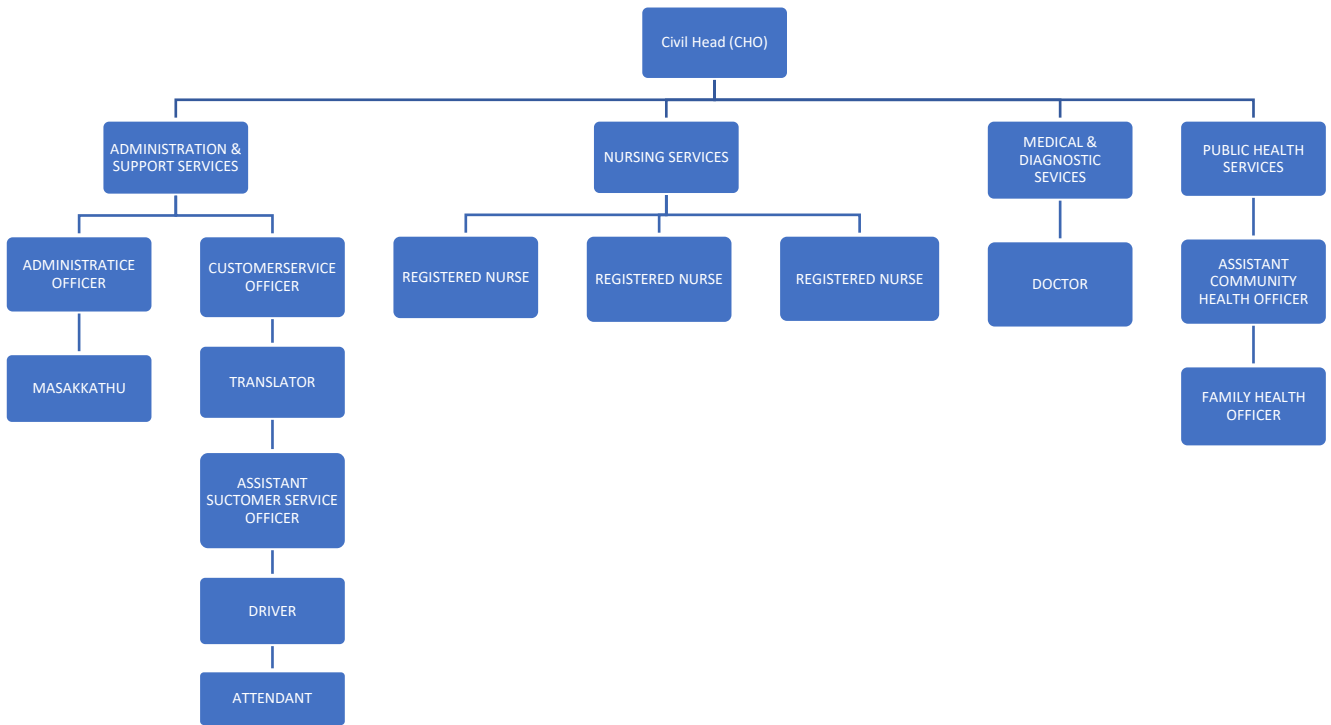 Civil Head (CHO)
ADMINISTRATION &
SUPPORT SERVICES
NURSING SERVICES
MEDICAL &
DIAGNOSTIC
SEVICES
PUBLIC HEALTH
SERVICES
ADMINISTRATICE
OFFICER
CUSTOMERSERVICE
OFFICER
REGISTERED NURSE
REGISTERED NURSE
REGISTERED NURSE
DOCTOR
ASSISTANT
COMMUNITY
HEALTH OFFICER
MASAKKATHU
TRANSLATOR
FAMILY HEALTH
OFFICER
ASSISTANT
SUCTOMER SERVICE
OFFICER
DRIVER
ATTENDANT